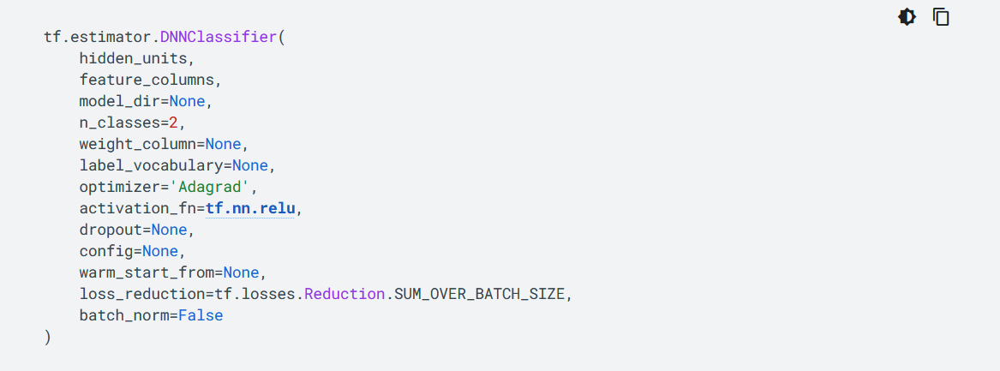 tf.estimator.DNNClassifier(
    hidden_units,
    feature_columns,
    model_dir=None,
    n_classes=2,
    weight_column=None,
    label_vocabulary=None,
    optimizer='Adagrad',
    activation_fn=tf.nn.relu,
    dropout=None,
    config=None,
    warm_start_from=None,
    loss_reduction=tf.losses.Reduction.SUM_OVER_BATCH_SIZE,
    batch_norm=False
)